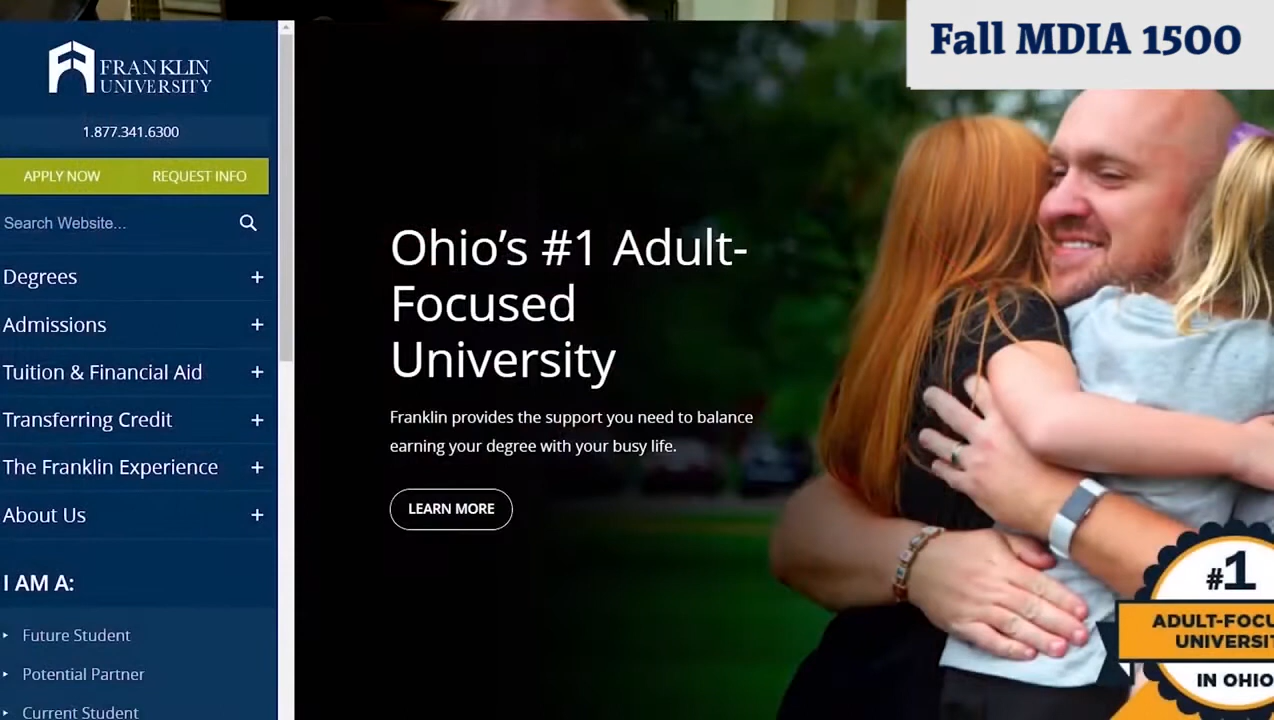 Fall MDIA 1500
FRANKLIN
UNIVERSITY
1.877.341.6300
APPLY NOW
REQUEST INFO
Search Website...
Degrees +
Admissions +
Tuition & Financial Aid +
Transferring Credit +
The Franklin Experience +
About Us +
I AM A:
Future Student
Potential Partner
Current Student
Ohio's #1 Adult-
Focused
University
Franklin provides the support you need to balance
earning your degree with your busy life.
LEARN MORE
#1
ADULT-FOCU
UNIVERSIT
IN OHIO